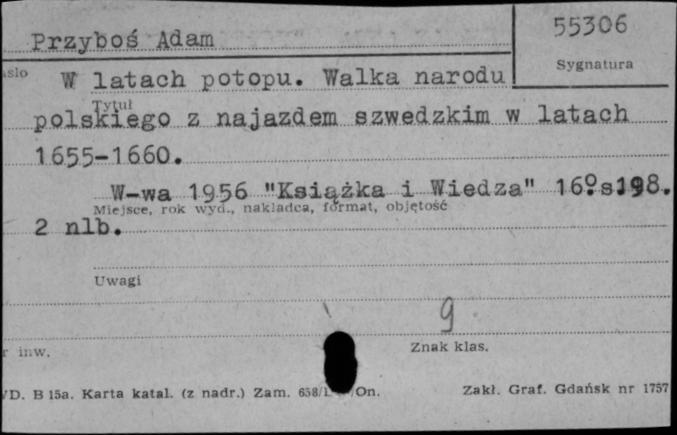 55306
Przyboś Adam
Sygnatura
W latach potopu. Walka narodu
Tytuł
polskiego z najazdem szwedzkim w latach
1655-1660.
W-wa 1956 "Książka i Wiedza" 16º s198.
Miejsce, rok wyd., nakładca, format, objętość
2 nlb.
Uwagi
9
inw.
Znak klas.
B 15a. Karta katal. (z nadr.) Zam. /On.
Zakł. Graf. Gdańsk nr 1757